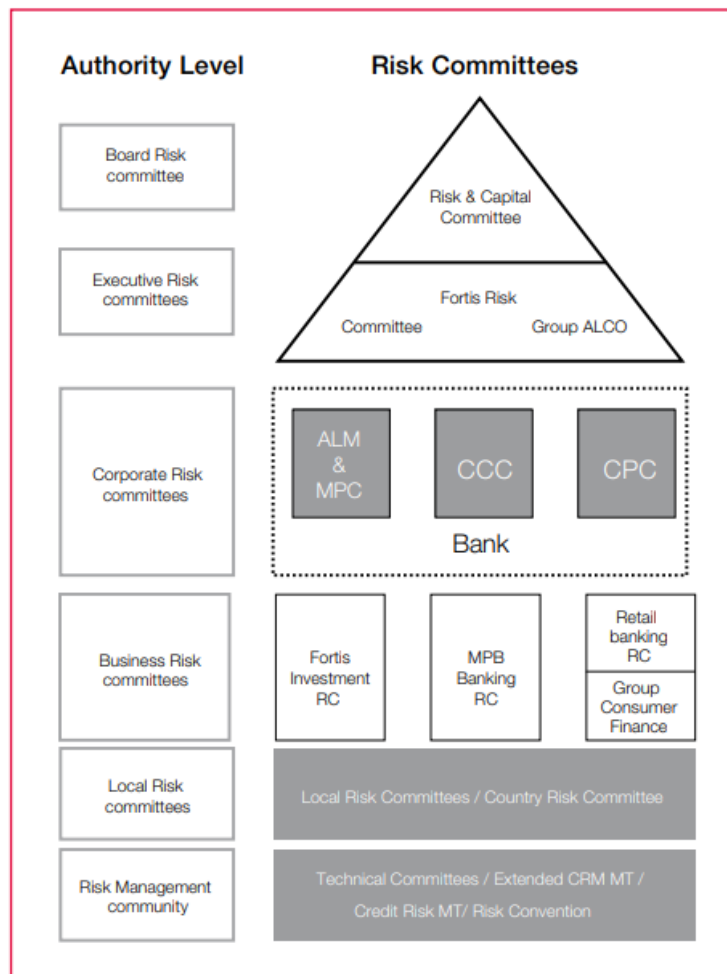 Authority Level
Risk Committees
Board Risk
committee
Risk & Capital
Committee
Executive Risk
committees
Fortis Risk
Committee
Group ALCO
Corporate Risk
committees
ALM
&
MPC
CCC
CPC
Bank
Business Risk
committees
Fortis
Investment
RC
MPB
Banking
RC
Retail
banking
RC
Group
Consumer
Finance
Local Risk
committees
Local Risk Committees / Country Risk Committee
Risk Management
community
Technical Committees / Extended CRM MT /
Credit Risk MT/ Risk Convention